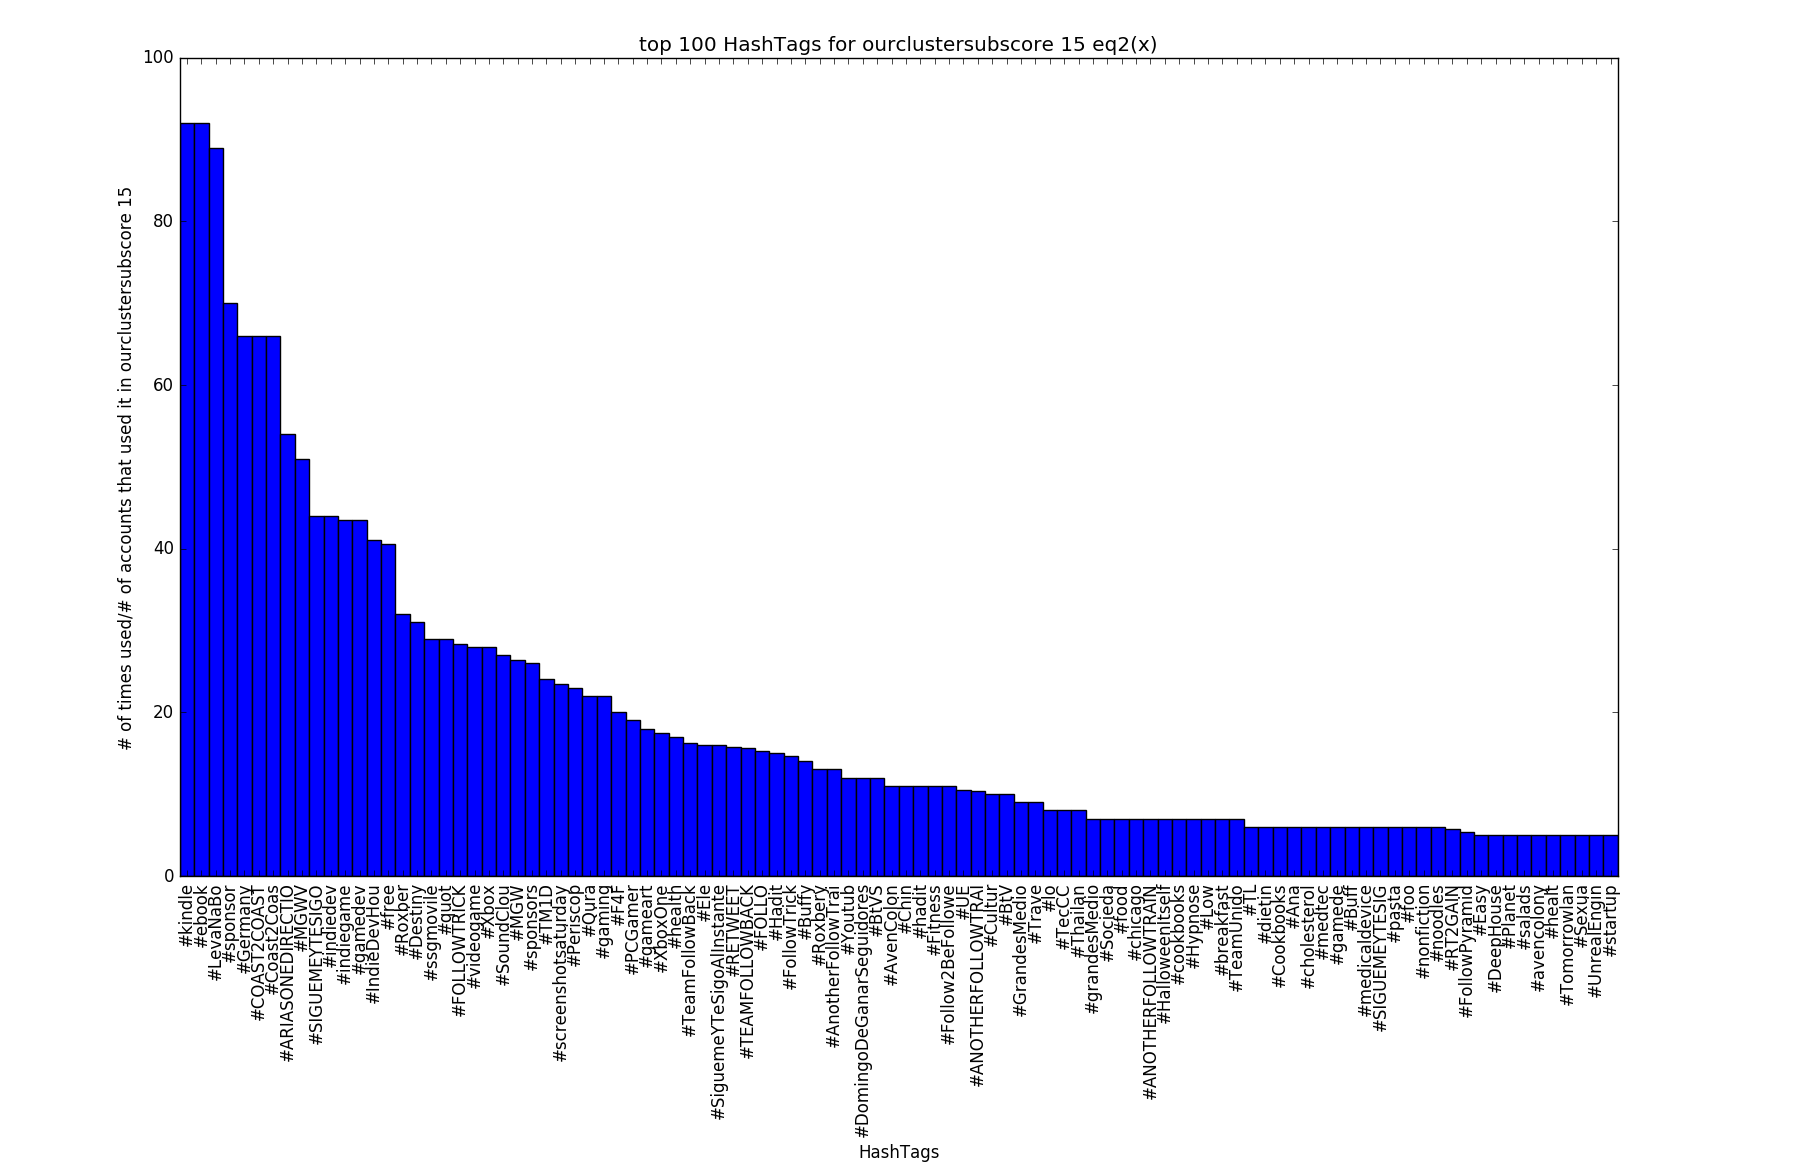 top 100 HashTags for ourclustersubscore 15 eq2(x)
# of times used/# of accounts that used it in ourclustersubscore 15
100
80
60
40
20
0
#kindle
#ebook
#LevaNaBo
#sponsor
#Germany
#COAST2COAST
#Coast2Coas
#ARIASONEDIRECTIO
#MGWV
#SIGUEMEYTESIGO
#indiedev
#indiegame
#gamedev
#IndieDevHou
#free
#Roxber
#Destiny
#ssgmovile
#quot
#FOLLOWTRICK
#videogame
#Xbox
#SoundClou
#MGW
#sponsors
#TM1D
#screenshotsaturday
#Periscop
#Qura
#gaming
#F4F
#PCGamer
#gameart
#XboxOne
#health
#TeamFollowBack
#Ele
#SiguemeYTeSigoAlInstante
#RETWEET
#TEAMFOLLOWBACK
#FOLLO
#Hadit
#FollowTrick
#Buffy
#Roxbery
#AnotherFollowTrai
#Youtub
#DomingoDeGanarSeguidores
#BtVS
#AvenColon
#Chin
#hadit
#Fitness
#Follow2BeFollowe
#UE
#ANOTHERFOLLOWTRAI
#Cultur
#BtV
#GrandesMedio
#Trave
#lo
#TecCC
#Thailan
#grandesMedio
#Socjeda
#food
#chicago
#ANOTHERFOLLOWTRAIN
#HalloweenItself
#cookbooks
#Hypnose
#Low
#breakfast
#TeamUnido
#TL
#dietin
#Cookbooks
#Ana
#cholesterol
#medtec
#gamede
#Buff
#medicaldevice
#SIGUEMEYTESIG
#pasta
#foo
#nonfiction
#noodles
#RT2GAIN
#FollowPyramid
#Easy
#DeepHouse
#Planet
#salads
#avencolony
#healt
#Tomorrowlan
#Sexua
#UnrealEngin
#startup
HashTags